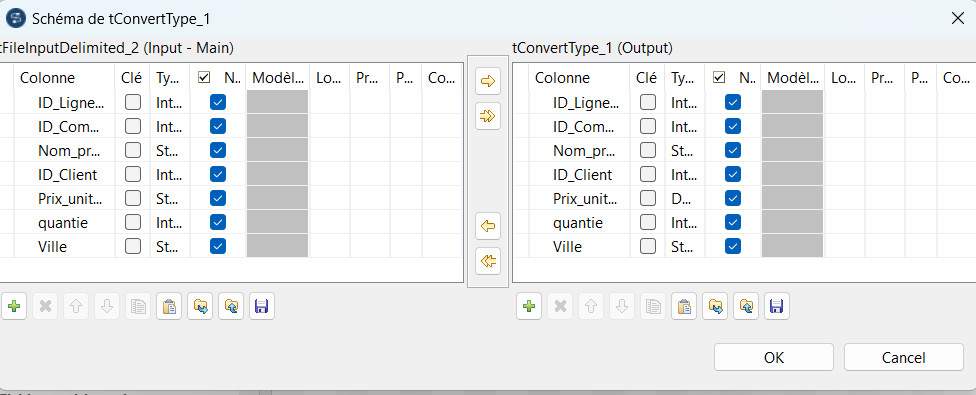 Schéma de tConvertType_1
tFileInputDelimited_2 (Input - Main)
tConvertType_1 (Output)
Colonne Clé Ty... N.. Modèl... Lo... Pr... P... Co...
ID_Ligne... Int...
ID_Com... Int...
Nom_pr... St...
ID_Client Int...
Prix_unit... St...
quantie Int...
Ville St...
Colonne Clé Ty... N.. Modèl... Lo... Pr... P... Co...
ID_Ligne... Int...
ID_Com... Int...
Nom_pr... St...
ID_Client Int...
Prix_unit... D...
quantie Int...
Ville St...
OK
Cancel